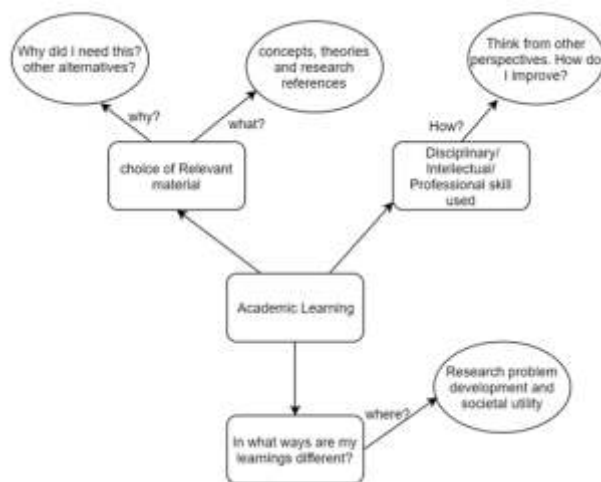 Why did I need this?
other alternatives?
concepts, theories
and research
references
Think from other
perspectives. How do
I improve?
why?
what?
How?
choice of Relevant
material
Disciplinary/
Intellectual/
Professional skill
used
Academic Learning
Research problem
development and
societal utility
where?
In what ways are my
learnings different?